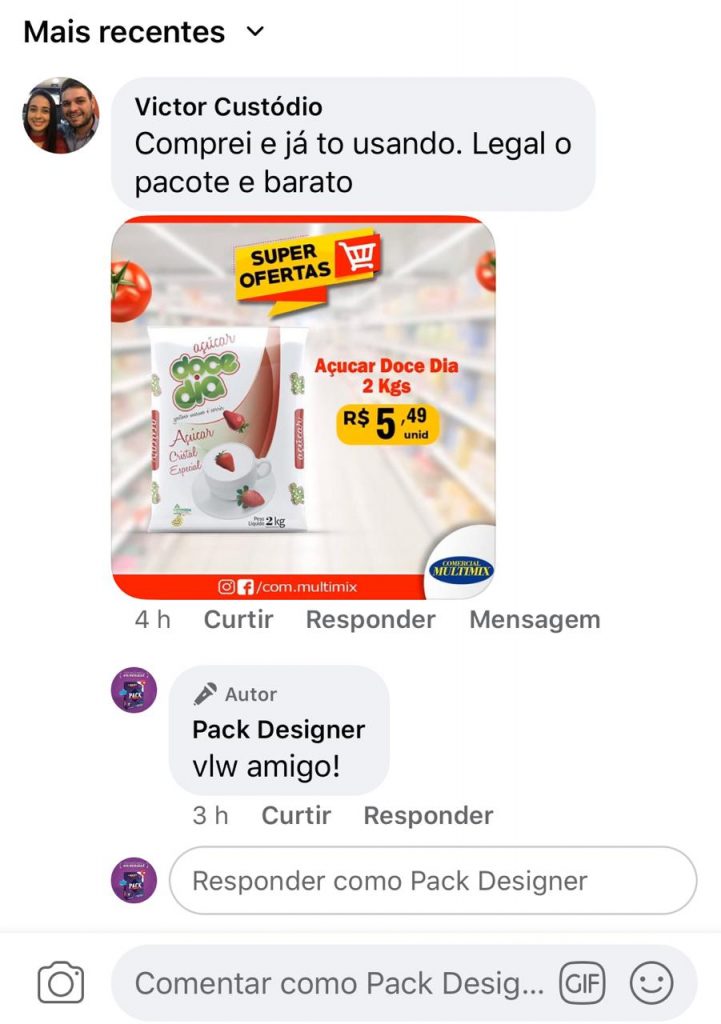 Mais recentes
Victor Custódio
Comprei e já to usando. Legal o
pacote e barato
SUPER
OFERTAS
açúcar
doce
dia
Açúcar
Cristal
Especial
Peso
Líquido 2 kg
Açucar Doce Dia
2 Kgs
R$ 5,49
unid
COMERCIAL
MULTIMIX
/com.multimix
4 h Curtir Responder Mensagem
PACK
Autor
Pack Designer
vlw amigo!
3 h Curtir Responder
PACK
Responder como Pack Designer
Comentar como Pack Desig... GIF